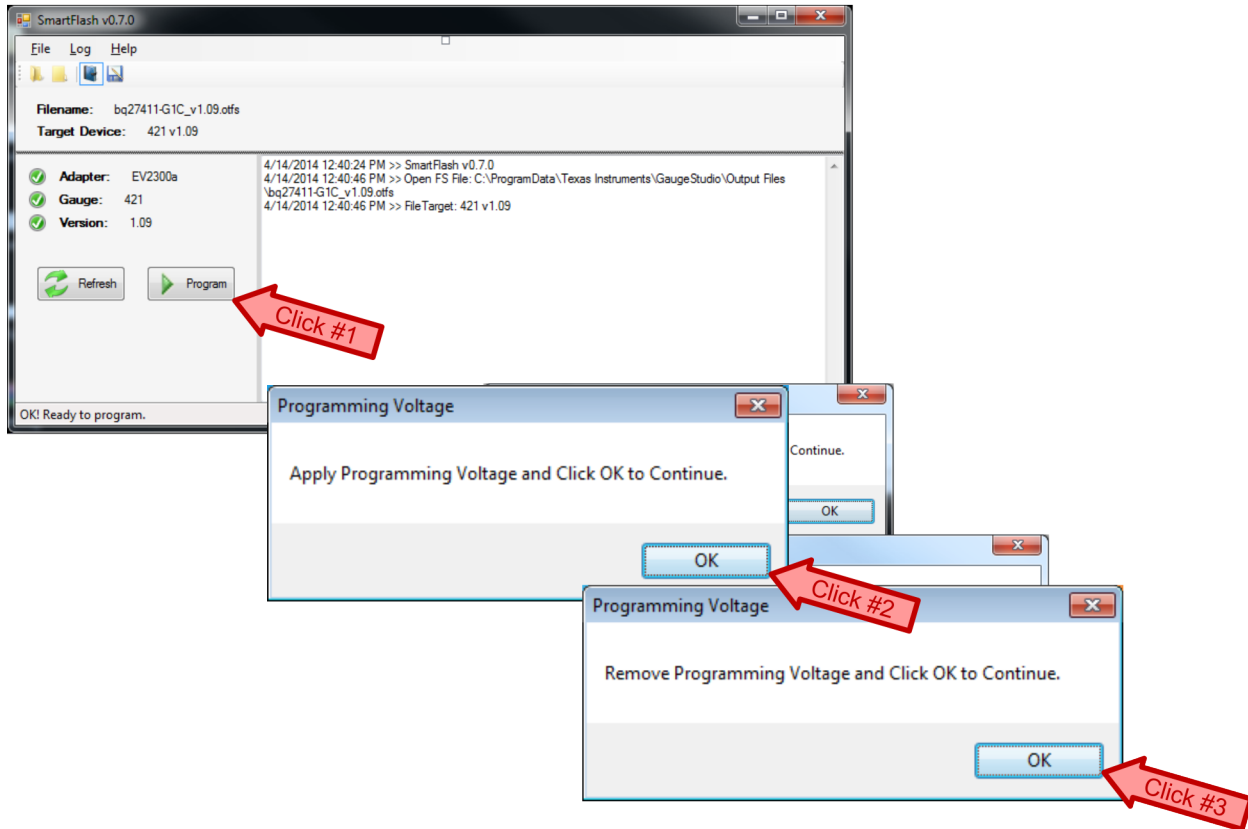 SmartFlash v0.7.0
File Log Help
Filename: bq27411-G1C_v1.09.otfs
Target Device: 421 v1.09
Adapter: EV2300a
Gauge: 421
Version: 1.09
Refresh
Program
4/14/2014 12:40:24 PM >> SmartFlash v0.7.0
4/14/2014 12:40:46 PM >> Open FS File: C:\ProgramData\Texas Instruments\GaugeStudio\Output Files
\bq27411-G1C_v1.09.otfs
4/14/2014 12:40:46 PM >> FileTarget: 421 v1.09
Click #1
OK! Ready to program.
Programming Voltage
Apply Programming Voltage and Click OK to Continue.
OK
Continue.
OK
Click #2
Programming Voltage
Remove Programming Voltage and Click OK to Continue.
OK
Click #3